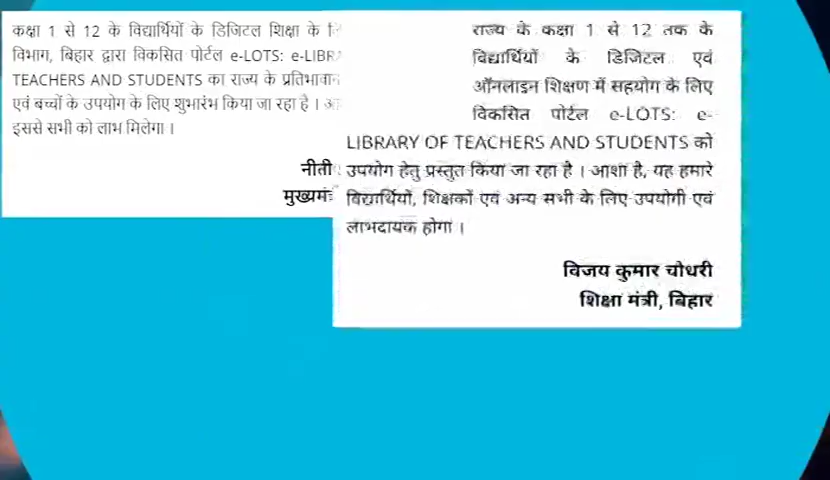 कक्षा 1 से 12 के विद्यार्थियों के डिजिटल शिक्षा के
विभाग, बिहार द्वारा विकसित पोर्टल e-LOTS: e-LIBR
TEACHERS AND STUDENTS का राज्य के प्रतिभावान
एवं बच्चों के उपयोग के लिए शुभारंभ किया जा रहा है ।
इससे सभी को लाभ मिलेगा ।
नीती
मुख्यमं
राज्य के कक्षा 1 से 12 तक के
विद्यार्थियों के डिजिटल एवं
ऑनलाइन शिक्षण में सहयोग के लिए
विकसित पोर्टल e-LOTS: e-
LIBRARY OF TEACHERS AND STUDENTS को
उपयोग हेतु प्रस्तुत किया जा रहा है । आशा है, यह हमारे
विद्यार्थियों, शिक्षकों एवं अन्य सभी के लिए उपयोगी एवं
लाभदायक होगा ।
विजय कुमार चौधरी
शिक्षा मंत्री, बिहार